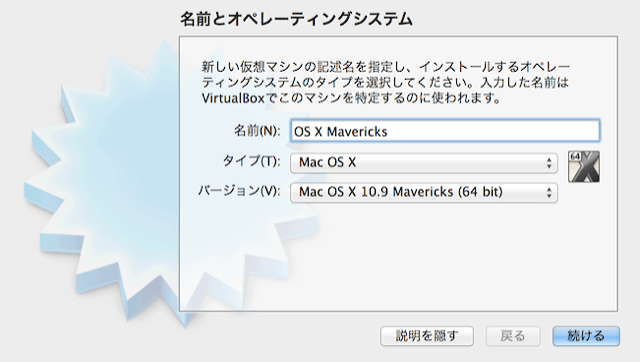 名前とオペレーティングシステム
新しい仮想マシンの記述名を指定し、インストールするオペレー
ティングシステムのタイプを選択してください。入力した名前は
VirtualBoxでこのマシンを特定するのに使われます。
名前(N): OS X Mavericks
タイプ(T): Mac OS X
64
バージョン(V): Mac OS X 10.9 Mavericks (64 bit)
説明を隠す 戻る 続ける